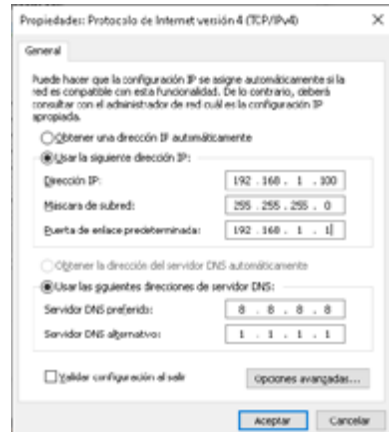 Propiedades: Protocolo de Internet versión 4 (TCP/IPv4)
General
Puede hacer que la configuración IP se asigne automáticamente si la
red es compatible con esta funcionalidad. De lo contrario, deberá
consultar con el administrador de red cuál es la configuración IP
apropiada.
Obtener una dirección IP automáticamente
Usar la siguiente dirección IP:
Dirección IP: 192 . 168 . 1 . 100
Máscara de subred: 255 . 255 . 255 . 0
Puerta de enlace predeterminada: 192 . 168 . 1 . 1
Obtener la dirección del servidor DNS automáticamente
Usar las siguientes direcciones de servidor DNS:
Servidor DNS preferido: 8 . 8 . 8 . 8
Servidor DNS alternativo: 1 . 1 . 1 . 1
Validar configuración al salir
Opciones avanzadas...
Aceptar Cancelar